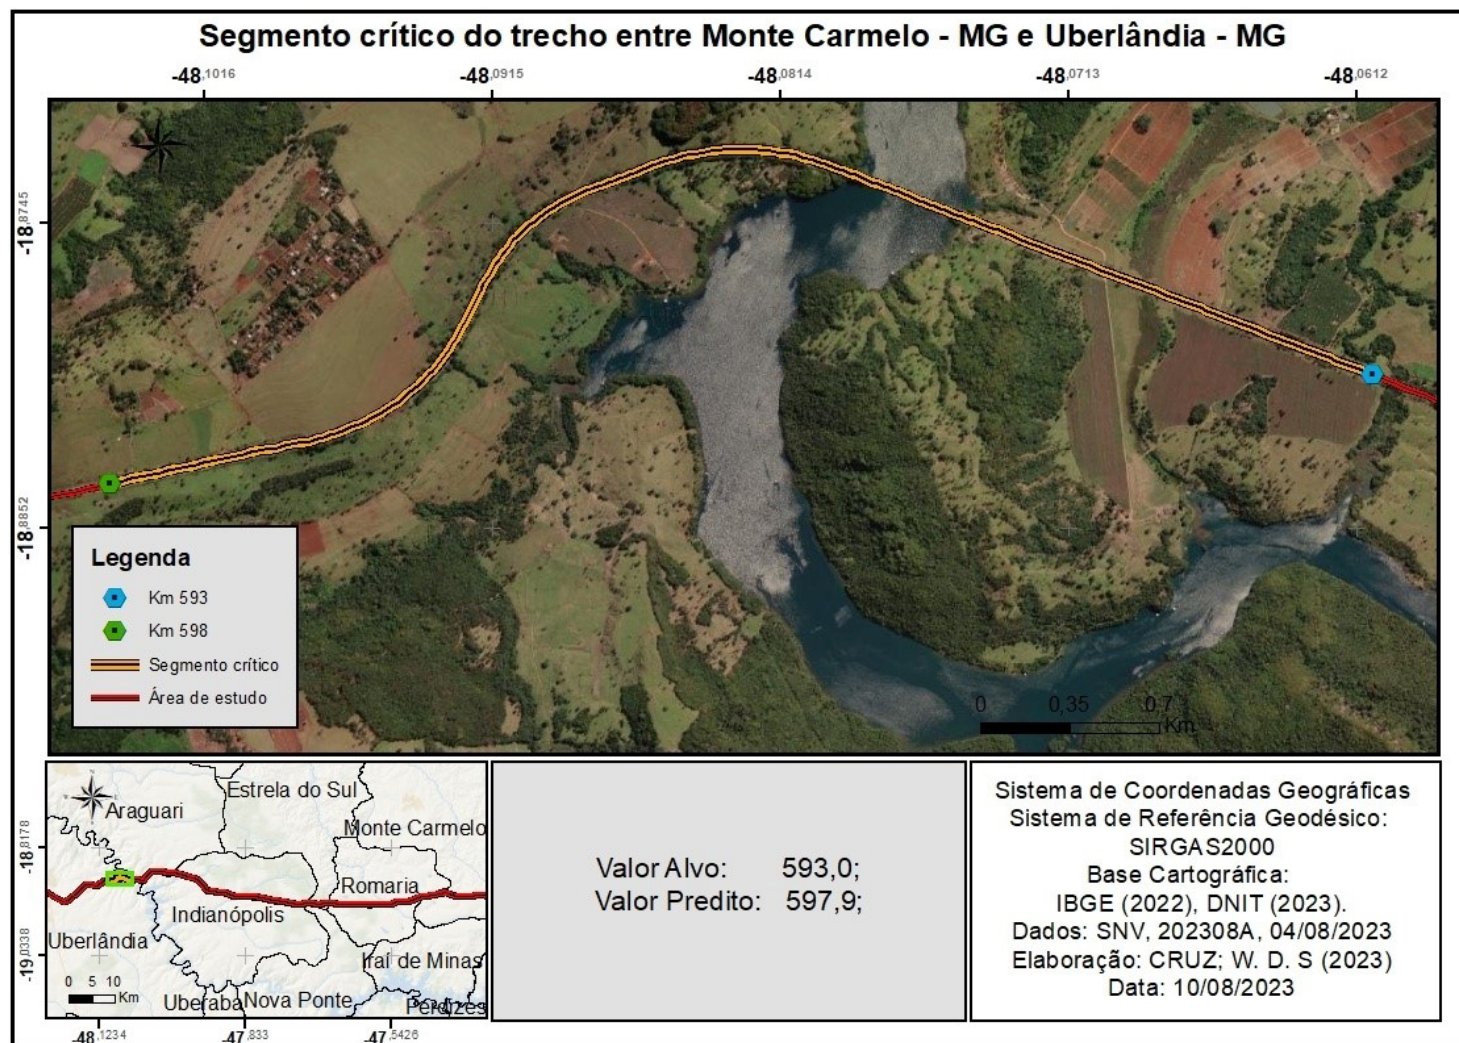 Segmento crítico do trecho entre Monte Carmelo - MG e Uberlândia - MG
-48,1016 -48,0915 -48,0814 -48,0713 -48,0612
-18,8745
-18,8852
Legenda
Km 593
Km 598
Segmento crítico
Área de estudo
0 0,35 0,7
Km
Estrela do Sul
Araguari
Monte Carmelo
Romaria
Indianópolis
Uberlândia
Iraí de Minas
Uberaba Nova Ponte
Perdizes
0 5 10
Km
-18,8178
-19,0338
-48,1234 -47,833 -47,5426
Valor Alvo: 593,0;
Valor Predito: 597,9;
Sistema de Coordenadas Geográficas
Sistema de Referência Geodésico:
SIRGAS2000
Base Cartográfica:
IBGE (2022), DNIT (2023).
Dados: SNV, 202308A, 04/08/2023
Elaboração: CRUZ; W. D. S (2023)
Data: 10/08/2023